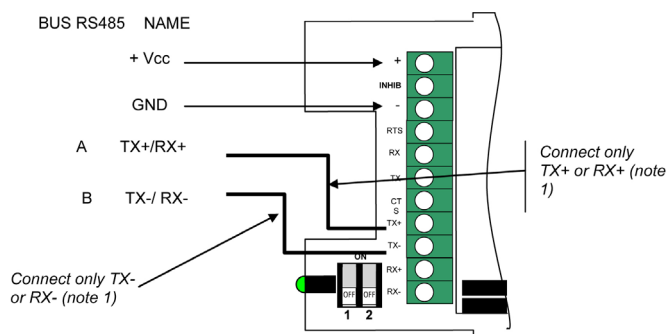 BUS RS485 NAME
+ Vcc
GND
A TX+/RX+
B TX-/ RX-
Connect only TX-
or RX- (note 1)
+
INHIB
-
RTS
RX
TX
CT
S
TX+
TX-
RX+
RX-
ON
OFF OFF
1 2
Connect only
TX+ or RX+ (note
1)